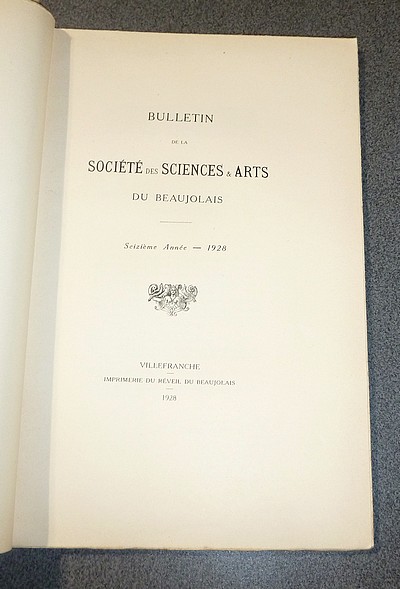 BULLETIN
DE LA
SOCIÉTÉ DES SCIENCES & ARTS
DU BEAUJOLAIS
Seizième Année — 1928
VILLEFRANCHE
IMPRIMERIE DU RÉVEIL DU BEAUJOLAIS
1928